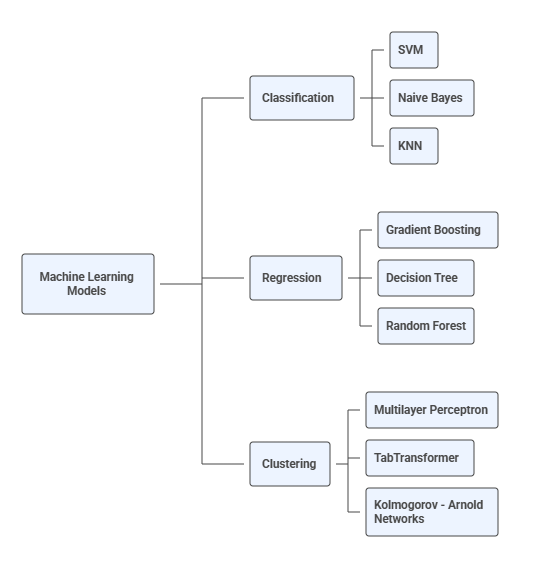 SVM
Classification
Naive Bayes
KNN
Gradient Boosting
Machine Learning
Models
Regression
Decision Tree
Random Forest
Multilayer Perceptron
Clustering
TabTransformer
Kolmogorov - Arnold
Networks